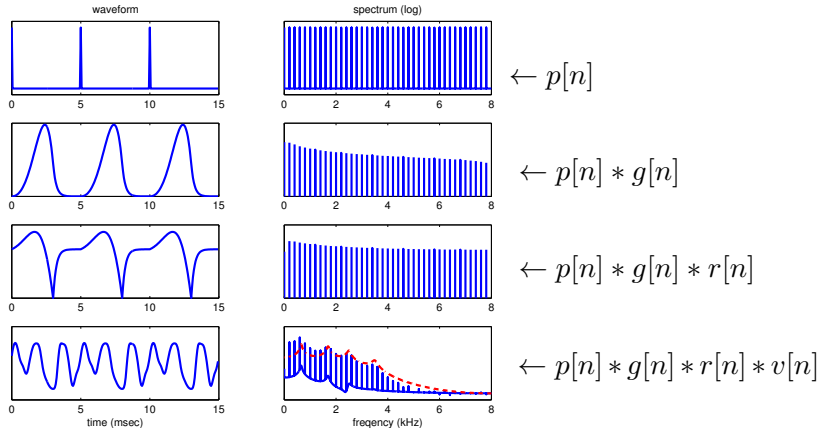 waveform spectrum (log)
0 5 10 15 0 2 4 6 8
← p[n]
0 5 10 15 0 2 4 6 8
← p[n] ∗ g[n]
0 5 10 15 0 2 4 6 8
← p[n] ∗ g[n] ∗ r[n]
0 5 10 15 0 2 4 6 8
← p[n] ∗ g[n] ∗ r[n] ∗ v[n]
time (msec) freqency (kHz)